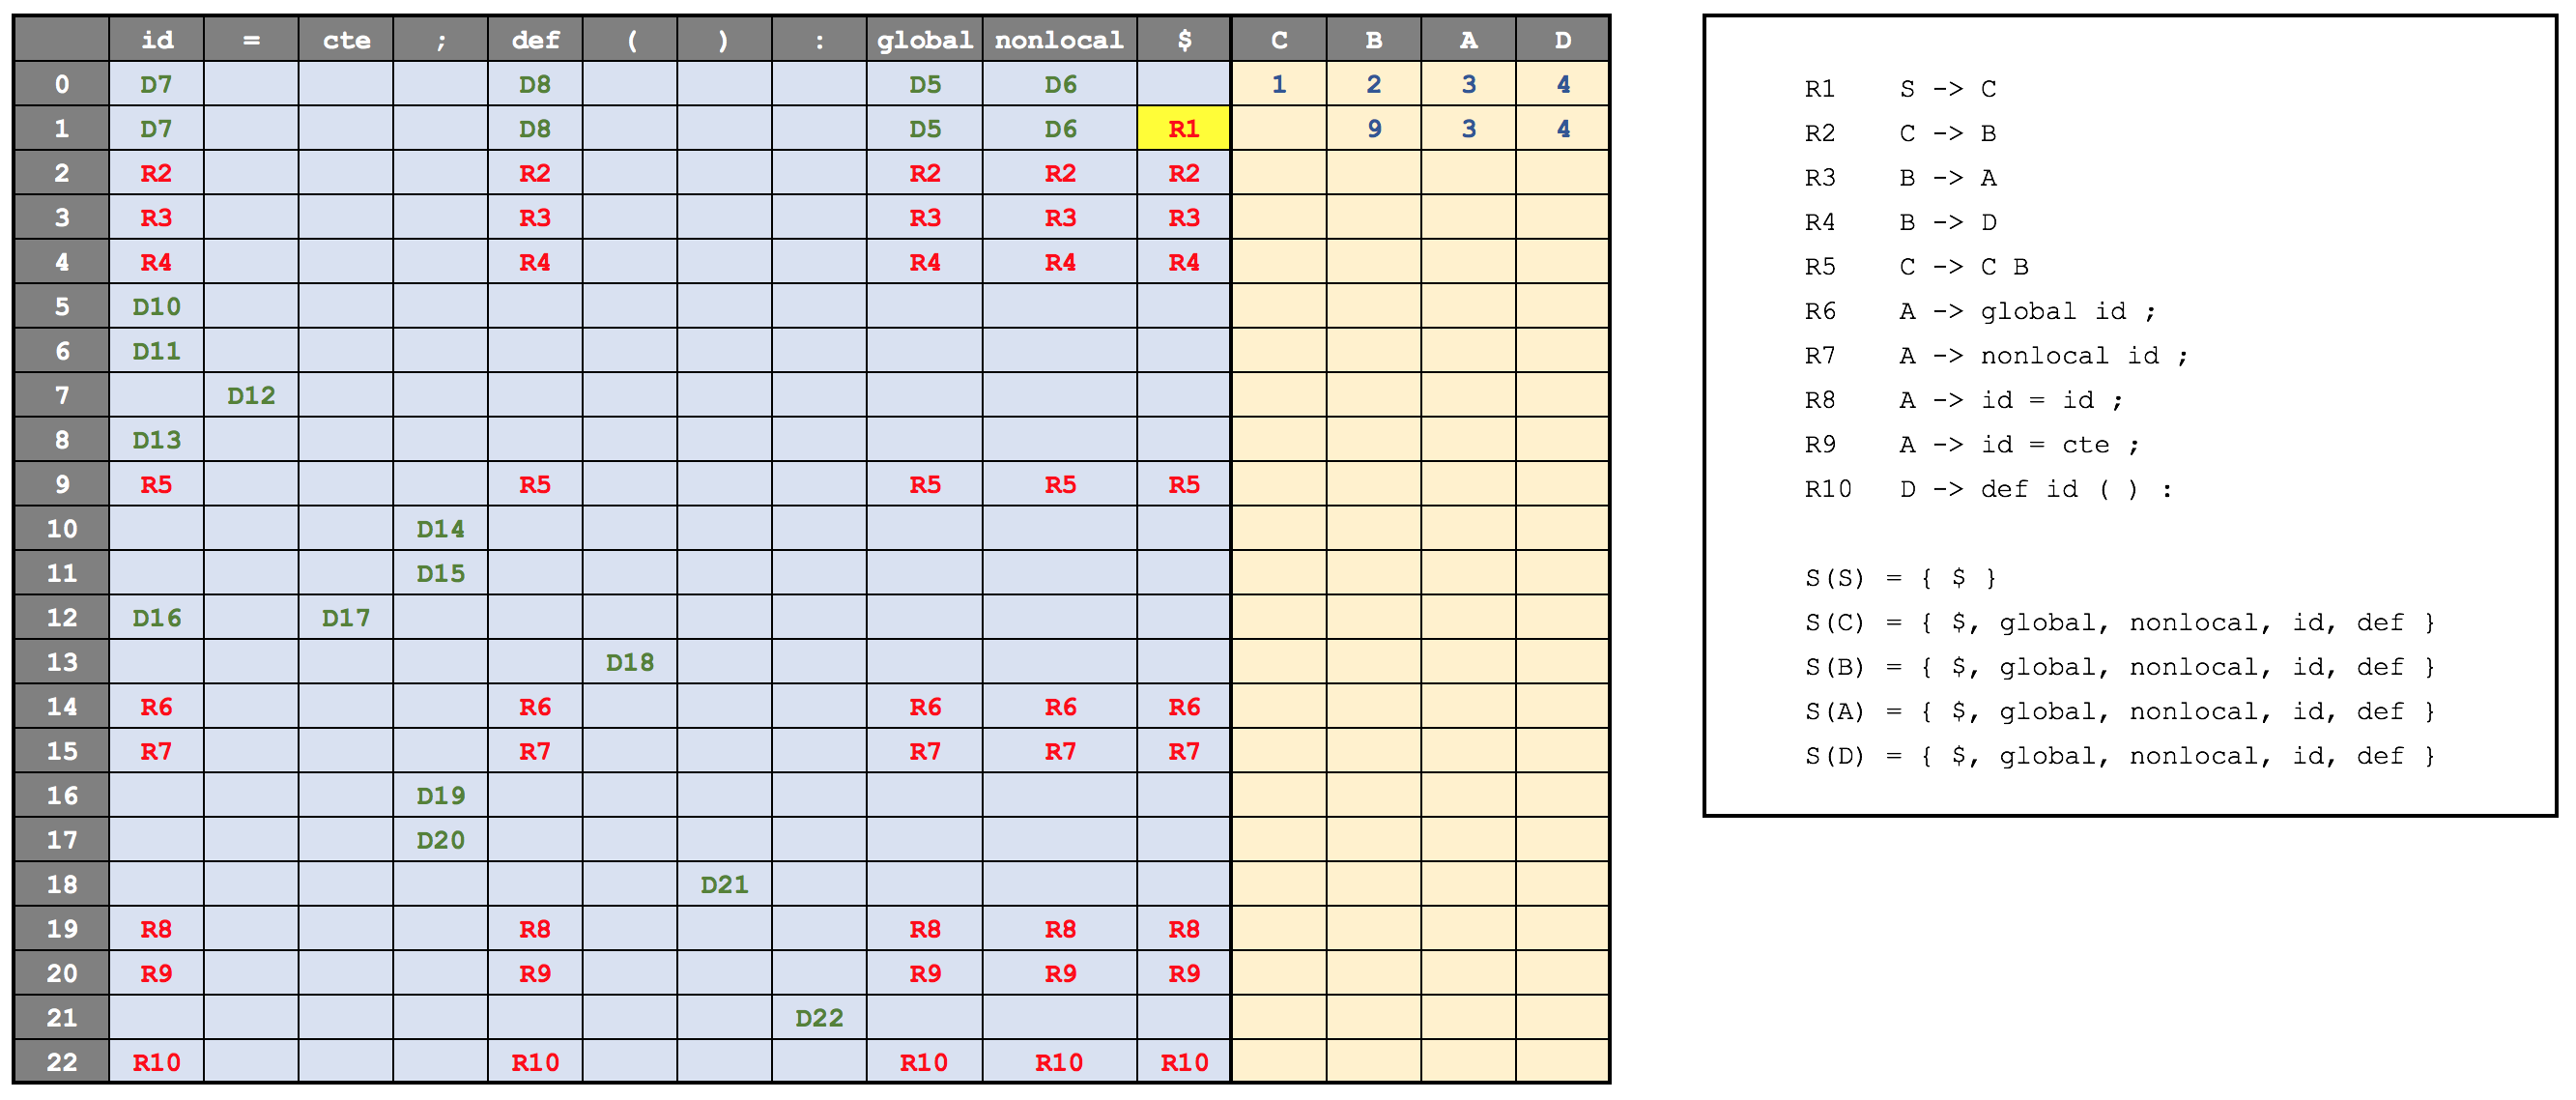 id = cte ; def ( ) : global nonlocal $ C B A D
0 D7 D8 D5 D6 1 2 3 4
1 D7 D8 D5 D6 R1 9 3 4
2 R2 R2 R2 R2 R2
3 R3 R3 R3 R3 R3
4 R4 R4 R4 R4 R4
5 D10
6 D11
7 D12
8 D13
9 R5 R5 R5 R5 R5
10 D14
11 D15
12 D16 D17
13 D18
14 R6 R6 R6 R6 R6
15 R7 R7 R7 R7 R7
16 D19
17 D20
18 D21
19 R8 R8 R8 R8 R8
20 R9 R9 R9 R9 R9
21 D22
22 R10 R10 R10 R10 R10
R1 S -> C
R2 C -> B
R3 B -> A
R4 B -> D
R5 C -> C B
R6 A -> global id ;
R7 A -> nonlocal id ;
R8 A -> id = id ;
R9 A -> id = cte ;
R10 D -> def id ( ) :
S(S) = { $ }
S(C) = { $, global, nonlocal, id, def }
S(B) = { $, global, nonlocal, id, def }
S(A) = { $, global, nonlocal, id, def }
S(D) = { $, global, nonlocal, id, def }